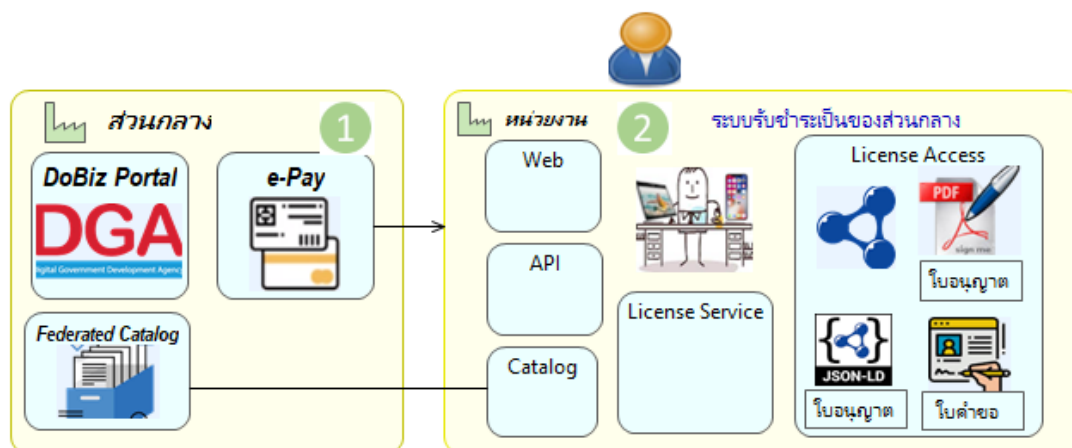 ส่วนกลาง
1
DoBiz Portal
DGA
Digital Government Development Agency
e-Pay
Federated Catalog
หน่วยงาน
2
ระบบรับชำระเป็นของส่วนกลาง
Web
API
Catalog
License Service
License Access
PDF
sign me
ใบอนุญาต
JSON-LD
ใบอนุญาต
ใบคำขอ